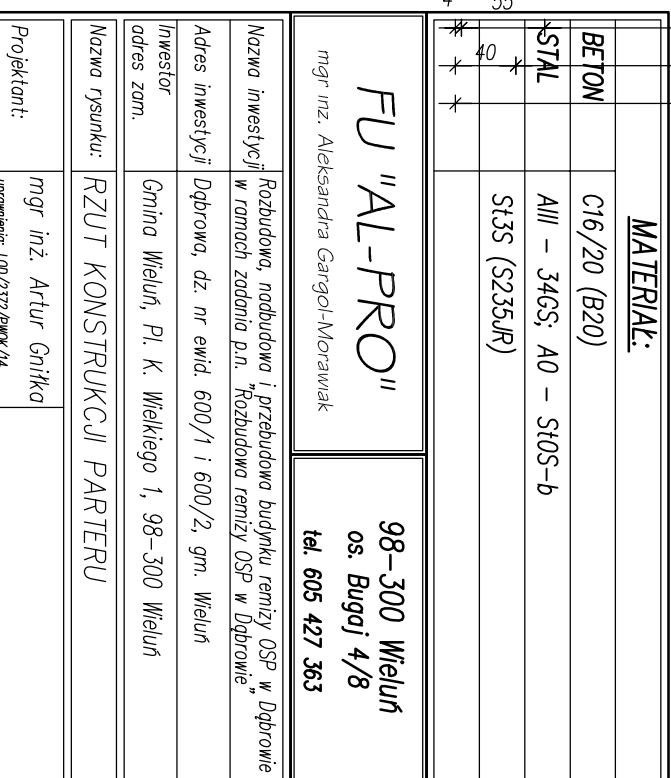 MATERIAŁ:
BETON C16/20 (B20)
STAL AIII – 34GS; A0 – St0S–b
St3S (S235JR)
55
40
FU "AL–PRO"
mgr inż. Aleksandra Gargol–Morawiak
98–300 Wieluń
os. Bugaj 4/8
tel. 605 427 363
Nazwa inwestycji Rozbudowa, nadbudowa i przebudowa budynku remizy OSP w Dąbrowie
w ramach zadania p.n. "Rozbudowa remizy OSP w Dąbrowie"
Adres inwestycji Dąbrowa, dz. nr ewid. 600/1 i 600/2, gm. Wieluń
Inwestor Gmina Wieluń, Pl. K. Wielkiego 1, 98–300 Wieluń
adres zam.
Nazwa rysunku: RZUT KONSTRUKCJI PARTERU
Projektant: mgr inż. Artur Gniłka